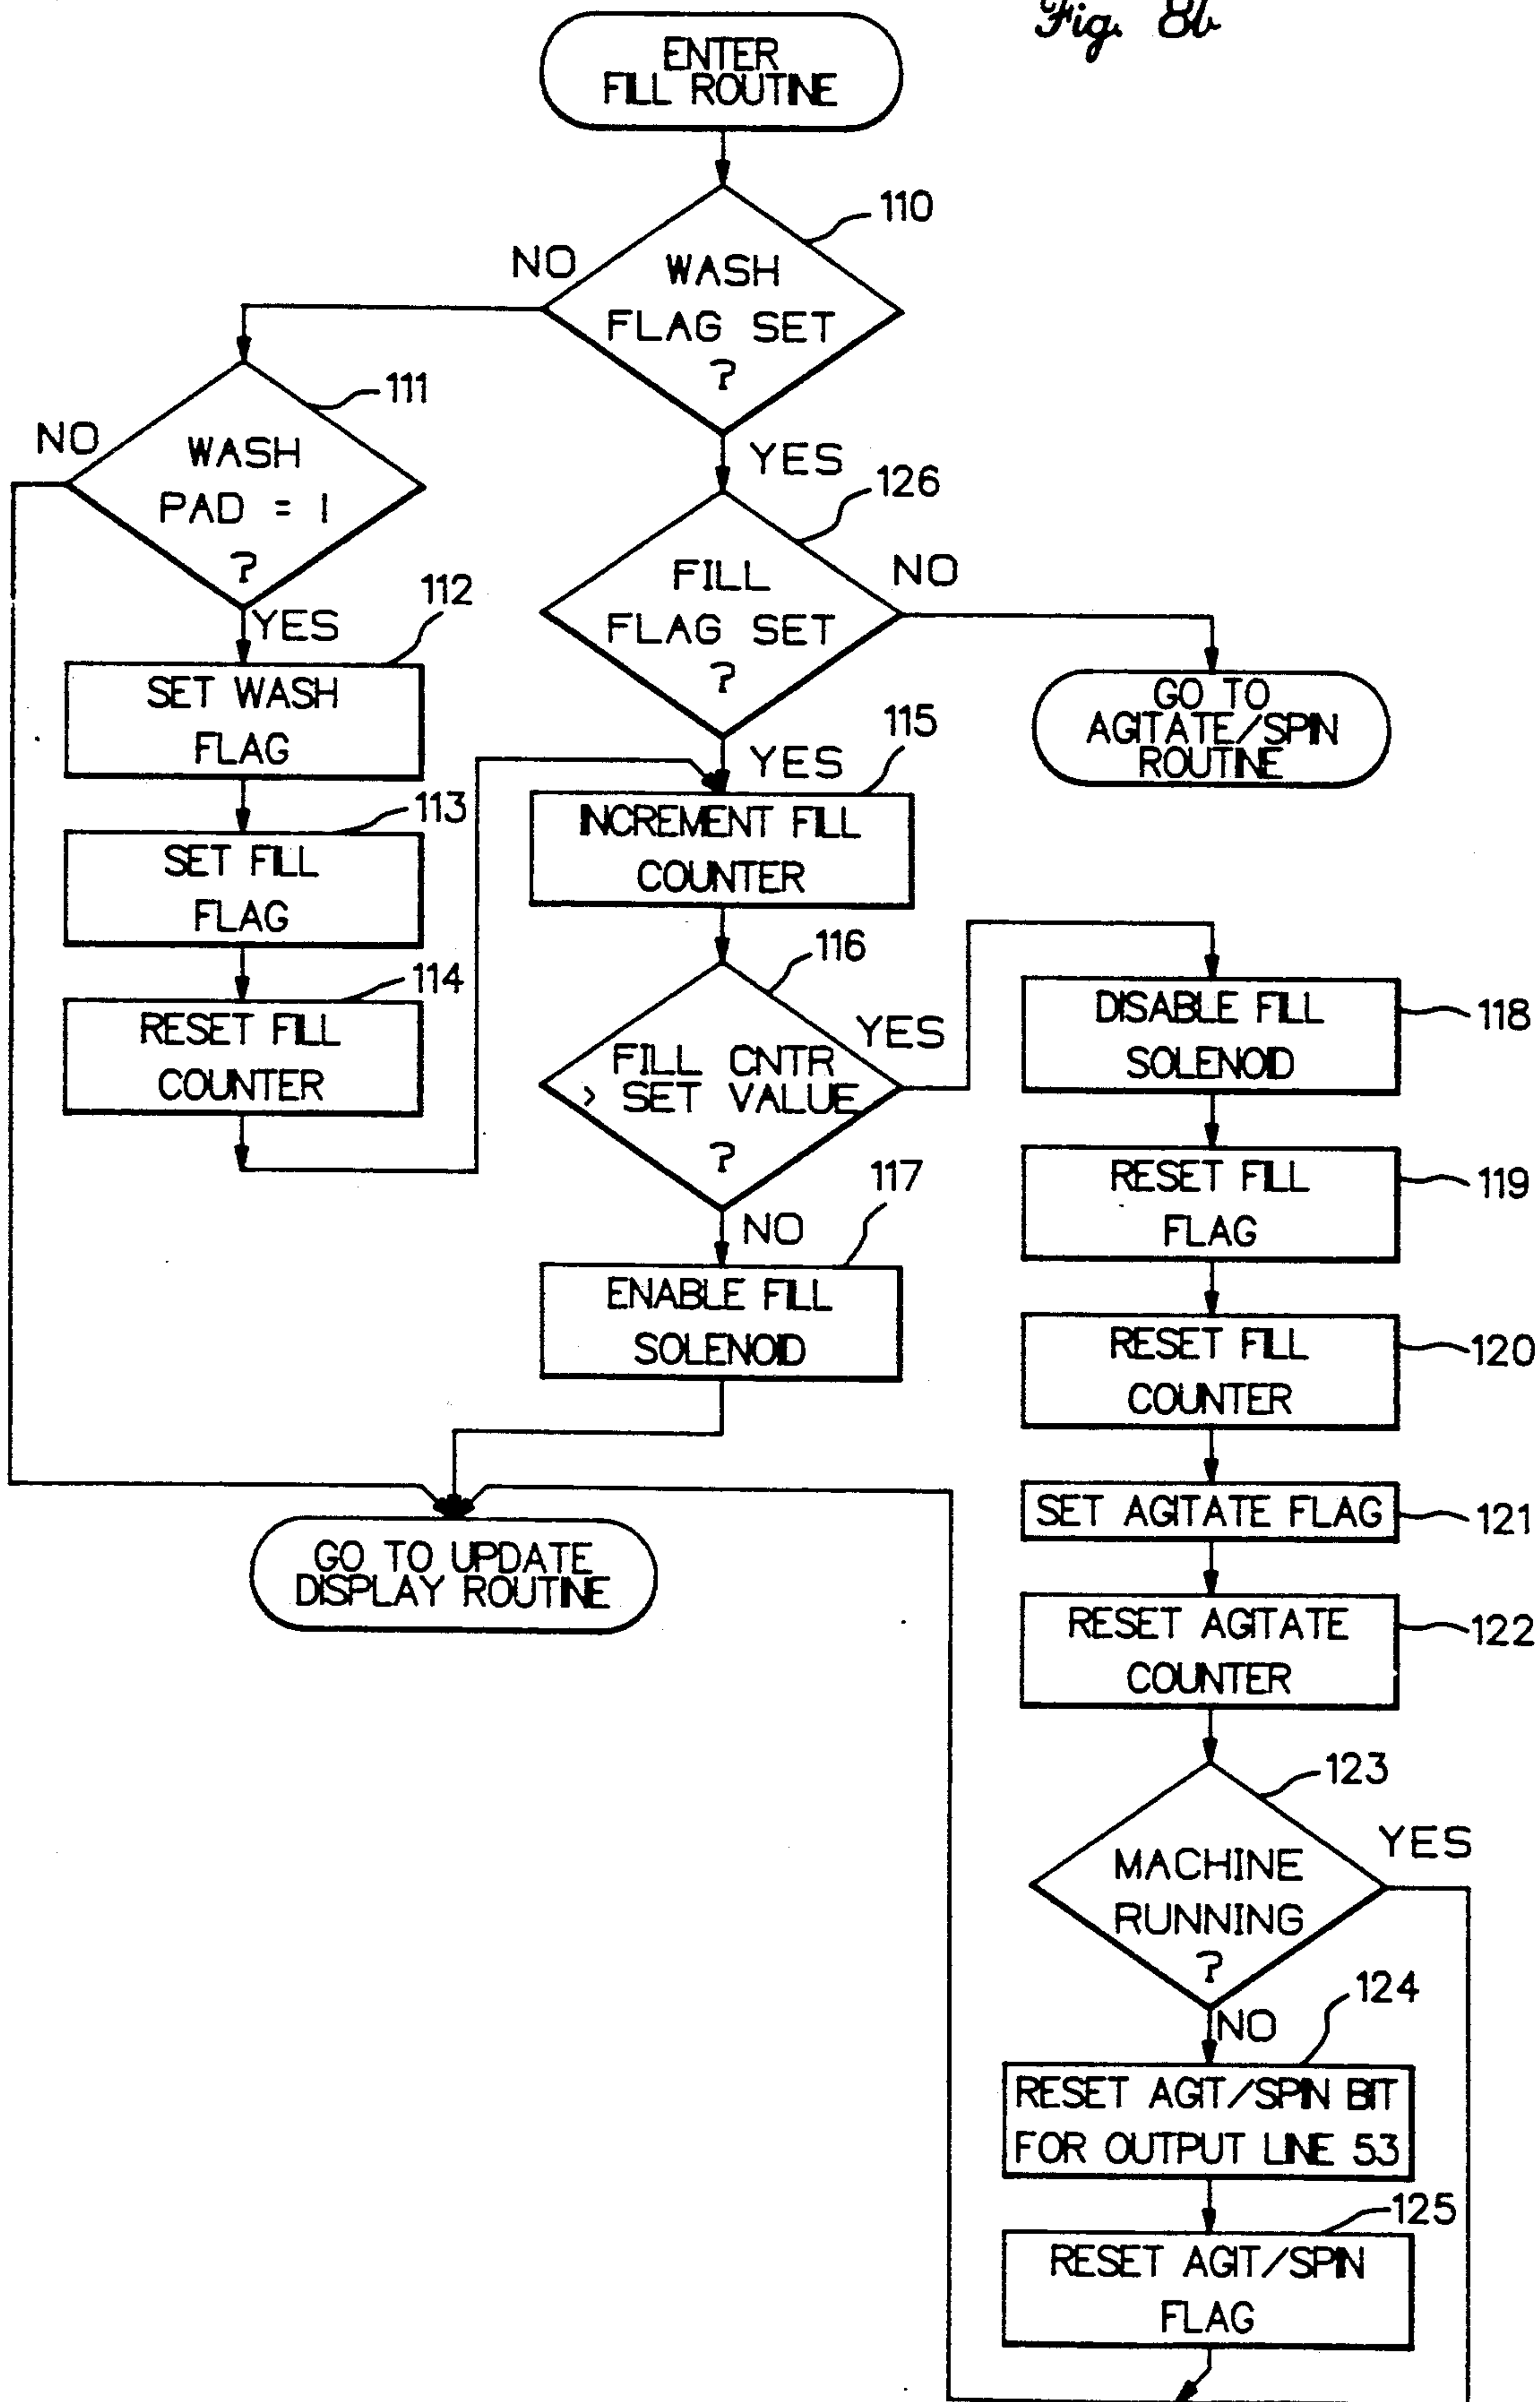 Fig. 8b
ENTER
FILL ROUTINE
110
NO
WASH
FLAG SET
?
YES
111
NO
WASH
PAD = 1
?
YES
126
FILL
FLAG SET
?
NO
YES
GO TO
AGITATE/SPIN
ROUTINE
112
SET WASH
FLAG
113
SET FILL
FLAG
114
RESET FILL
COUNTER
115
INCREMENT FILL
COUNTER
116
FILL CNTR
> SET VALUE
?
YES
NO
117
ENABLE FILL
SOLENOID
GO TO UPDATE
DISPLAY ROUTINE
DISABLE FILL
SOLENOID
118
RESET FILL
FLAG
119
RESET FILL
COUNTER
120
SET AGITATE FLAG
121
RESET AGITATE
COUNTER
122
123
MACHINE
RUNNING
?
YES
NO
124
RESET AGIT/SPIN BIT
FOR OUTPUT LINE 53
125
RESET AGIT/SPIN
FLAG